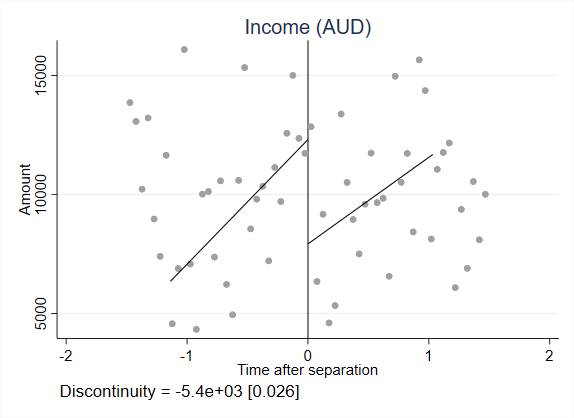 Income (AUD)
15000
10000
5000
Amount
-2 -1 0 1 2
Time after separation
Discontinuity = -5.4e+03 [0.026]